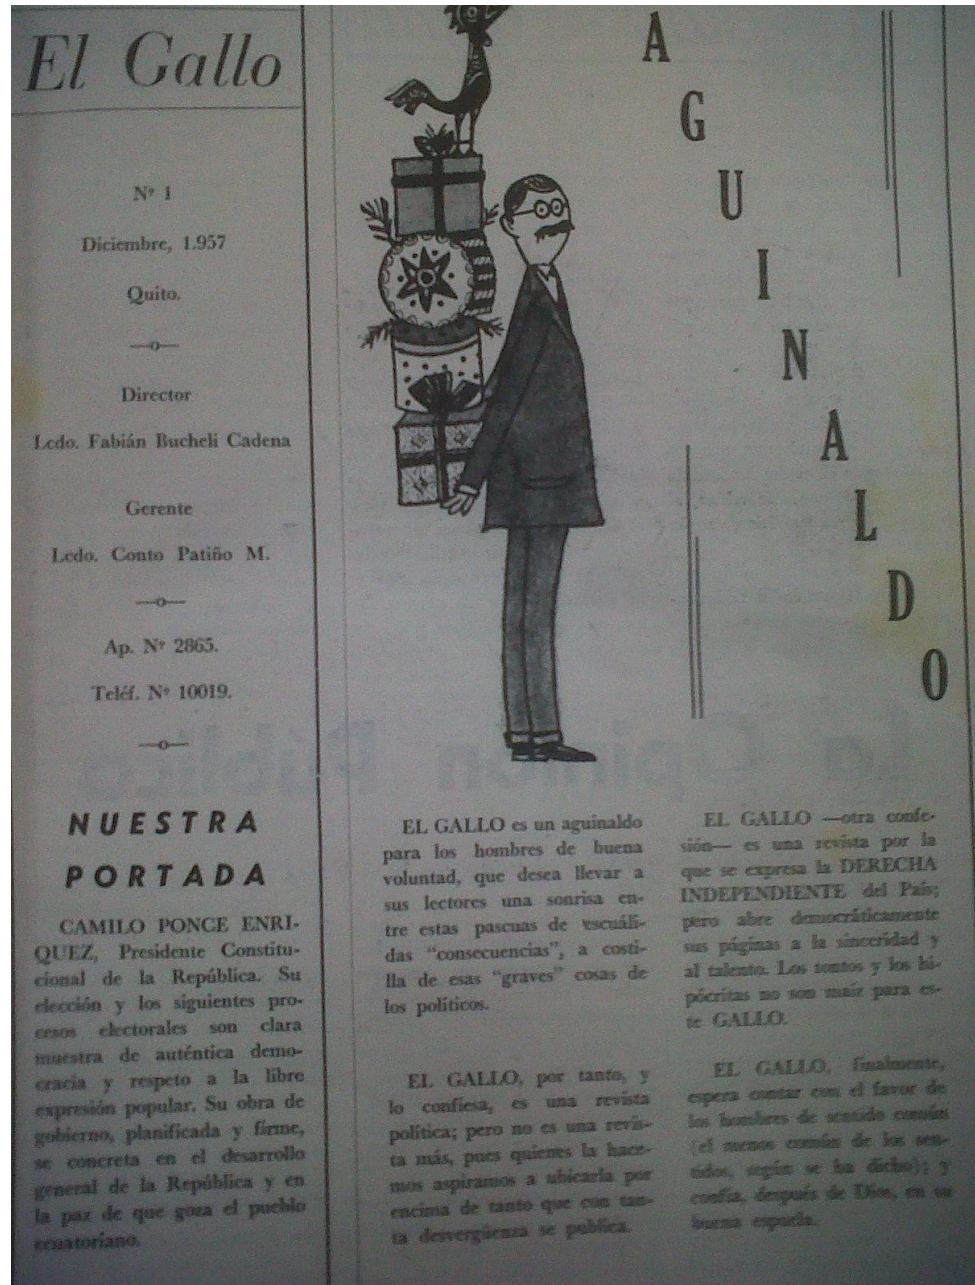 El Gallo
Nº 1
Diciembre, 1.957
Quito.
Director
Lcdo. Fabián Bucheli Cadena
Gerente
Lcdo. Conto Patiño M.
Ap. Nº 2865.
Teléf. Nº 10019.
NUESTRA
PORTADA
CAMILO PONCE ENRI-
QUEZ, Presidente Constitu-
cional de la República. Su
elección y los siguientes pro-
cesos electorales son clara
muestra de auténtica demo-
cracia y respeto a la libre
expresión popular. Su obra de
gobierno, planificada y firme,
se concreta en el desarrollo
general de la República y en
la paz de que goza el pueblo
ecuatoriano.
A
G
U
I
N
A
L
D
O
EL GALLO es un aguinaldo
para los hombres de buena
voluntad, que desea llevar a
sus lectores una sonrisa en-
tre estas pascuas de escuáli-
das “consecuencias”, a costi-
lla de esas “graves” cosas de
los políticos.
EL GALLO, por tanto, y
lo confiesa, es una revista
política; pero no es una revis-
ta más, pues quienes la hace-
mos aspiramos a ubicarla por
encima de tanto que con tan-
ta desvergüenza se publica.
EL GALLO —otra confe-
sión— es una revista por la
que se expresa la DERECHA
INDEPENDIENTE del País;
pero abre democráticamente
sus páginas a la sinceridad y
al talento. Los tontos y los hi-
pócritas no son maíz para es-
te GALLO.
EL GALLO, finalmente,
espera contar con el favor de
los hombres de sentido común
(el menos común de los sen-
tidos, según se ha dicho); y
confía, después de Dios, en su
buena espuela.
La Opinión Pública